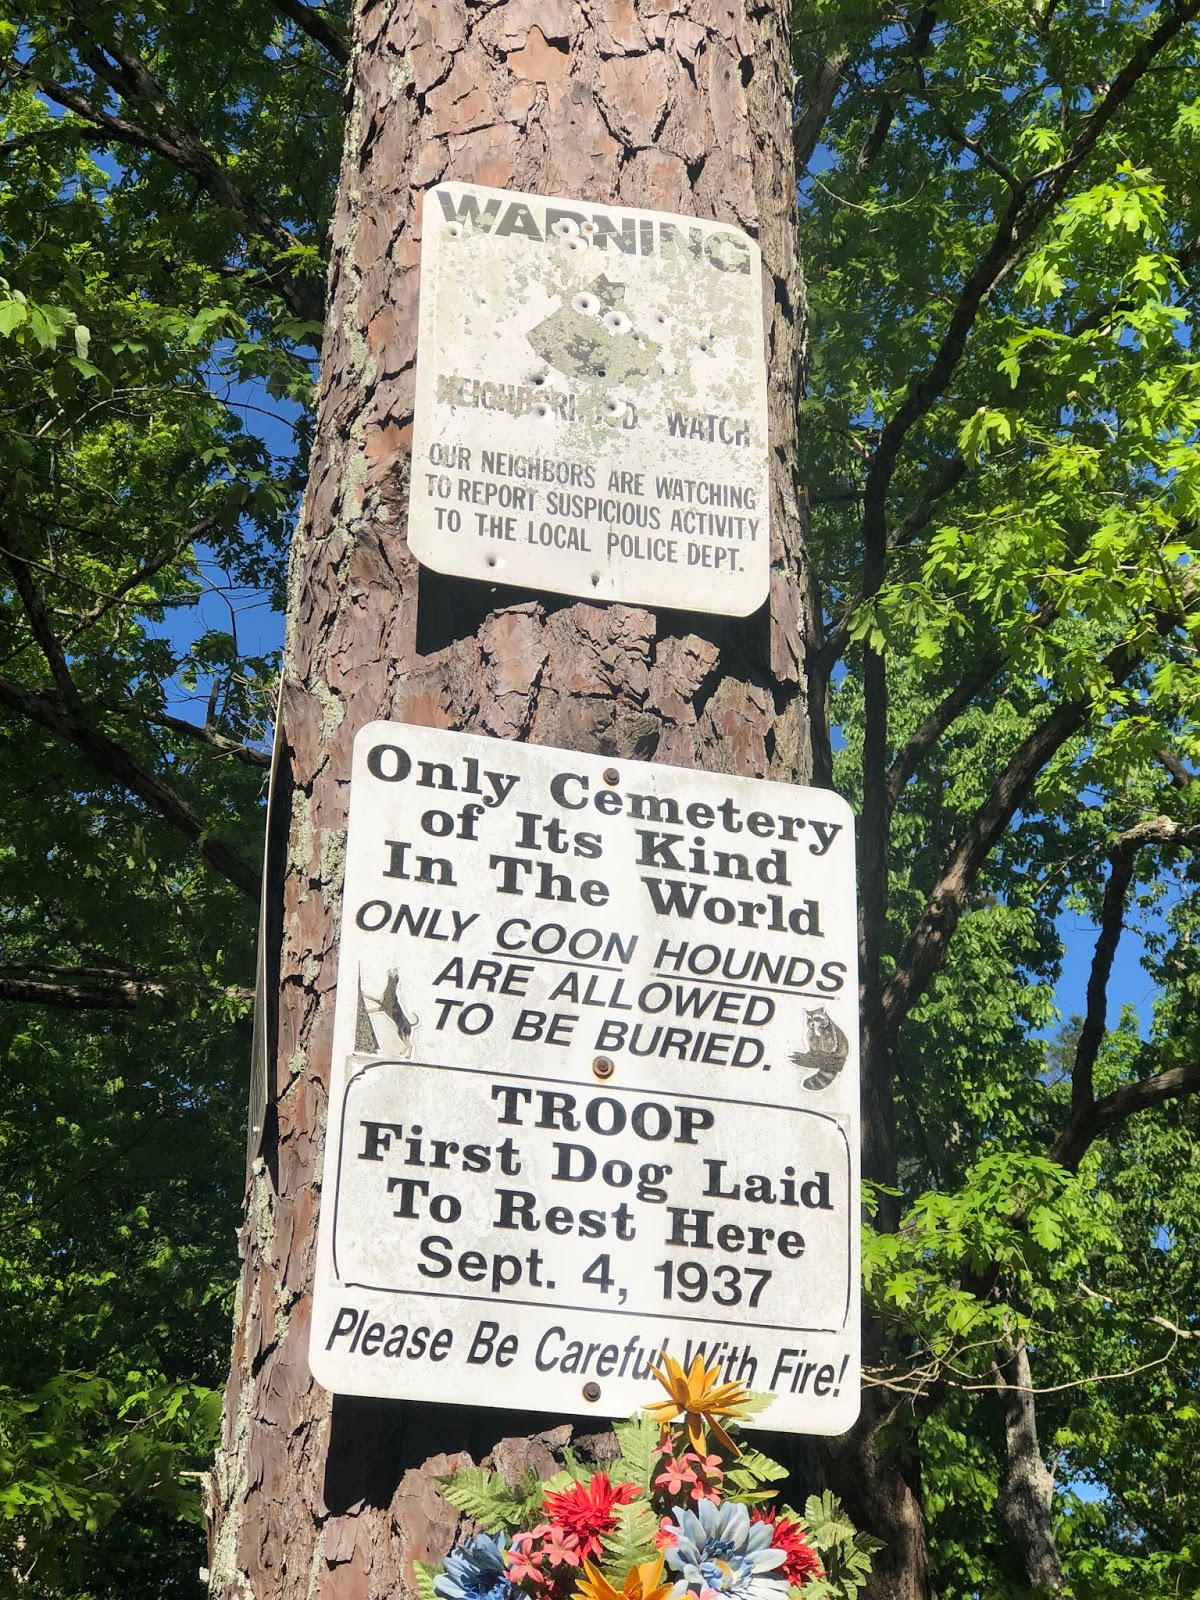 WARNING
NEIGHBORHOOD WATCH
OUR NEIGHBORS ARE WATCHING
TO REPORT SUSPICIOUS ACTIVITY
TO THE LOCAL POLICE DEPT.
Only Cemetery
of Its Kind
In The World
ONLY COON HOUNDS
ARE ALLOWED
TO BE BURIED.
TROOP
First Dog Laid
To Rest Here
Sept. 4, 1937
Please Be Careful With Fire!